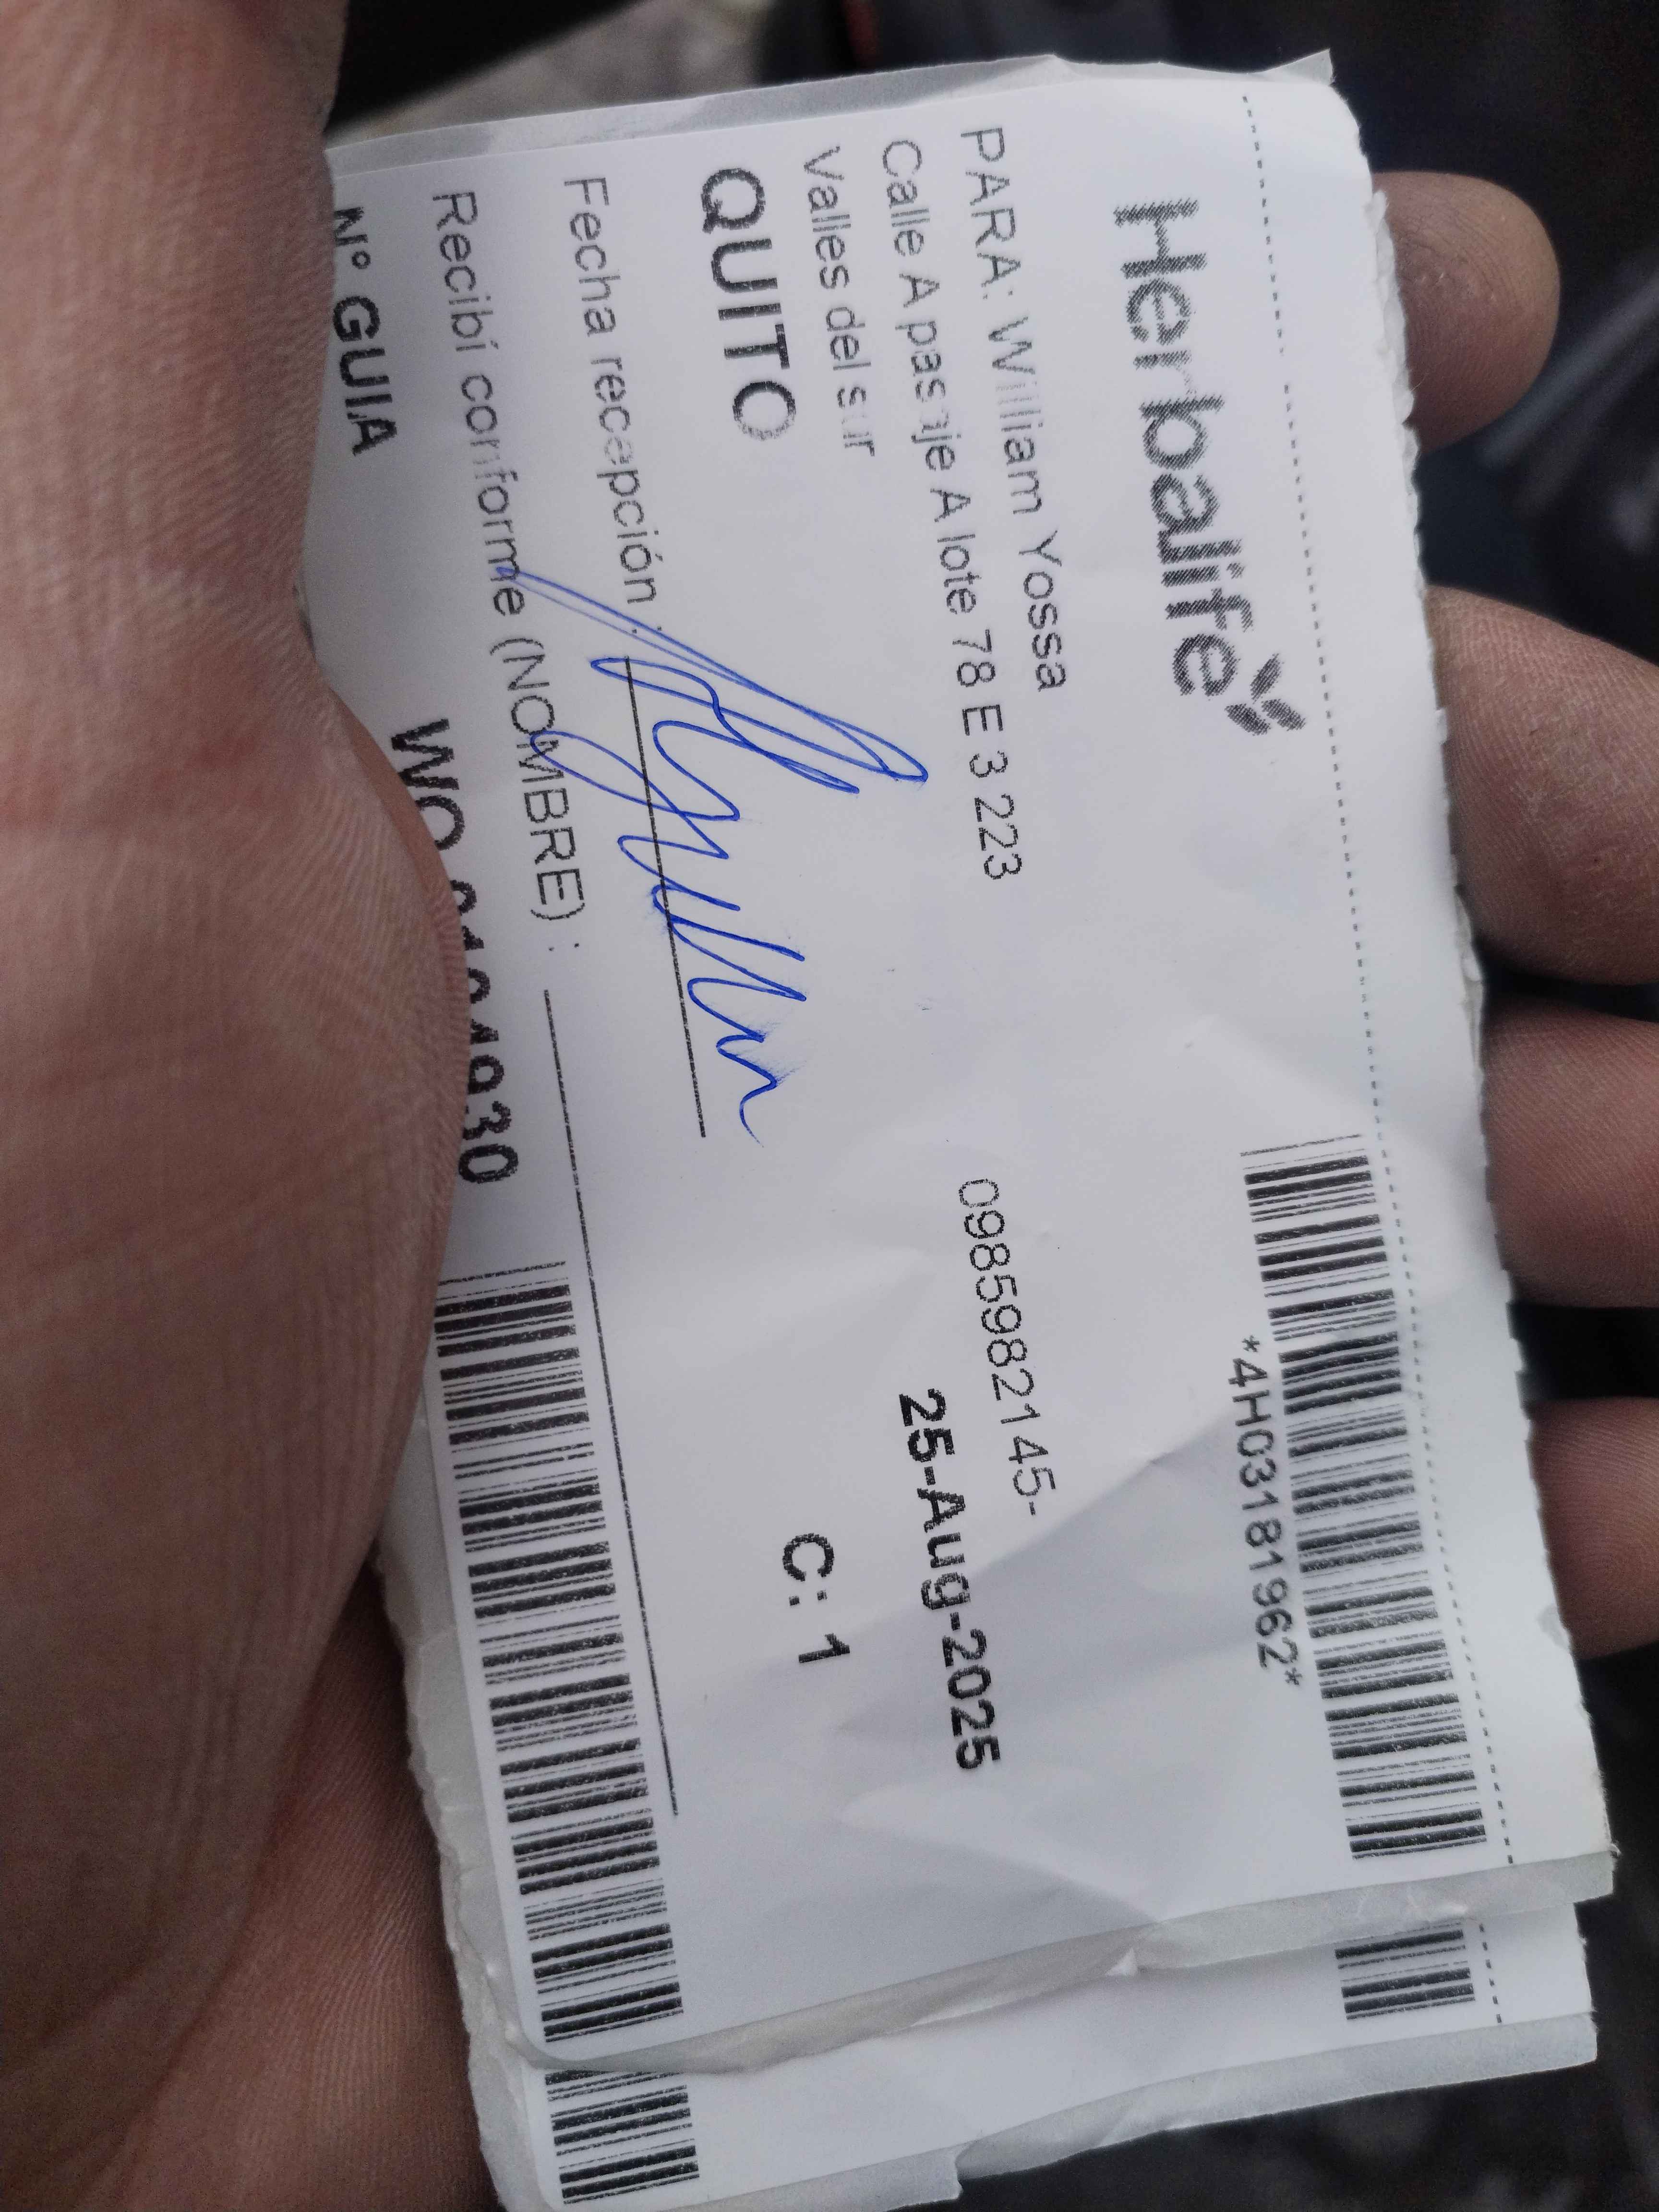 Herbalife
*4H03181962*
PARA: William Yossa
0985982145-
Calle A pasaje A lote 78 E 3 223
25-Aug-2025
Valles del sur
QUITO
C: 1
Fecha recepción :
Recibí conforme (NOMBRE) :
N° GUIA